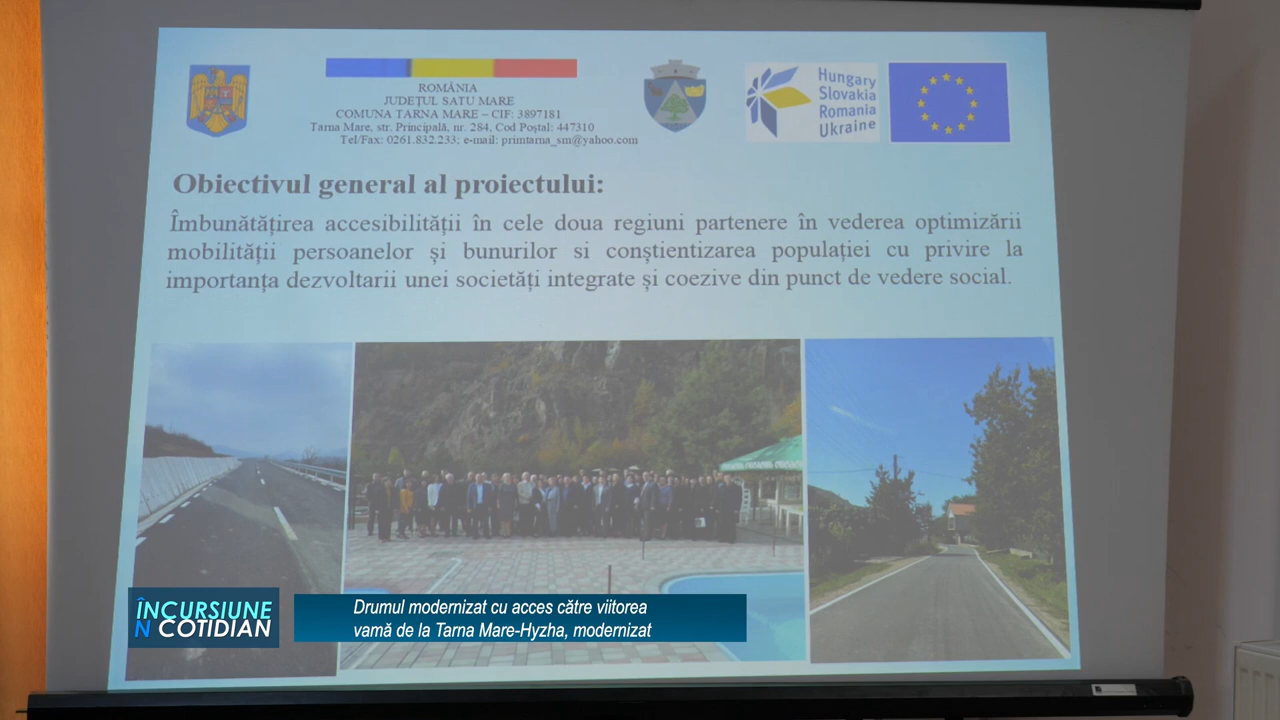 ROMÂNIA
JUDEȚUL SATU MARE
COMUNA TARNA MARE – CIF: 3897181
Tarna Mare, str. Principală, nr. 284, Cod Poștal: 447310
Tel/Fax: 0261.832.233; e-mail: primtarna_sm@yahoo.com
Hungary
Slovakia
Romania
Ukraine
Obiectivul general al proiectului:
Îmbunătățirea accesibilității în cele doua regiuni partenere în vederea optimizării
mobilității persoanelor și bunurilor si conștientizarea populației cu privire la
importanța dezvoltarii unei societăți integrate și coezive din punct de vedere social.
ÎNCURSIUNE
N COTIDIAN
Drumul modernizat cu acces către viitorea
vamă de la Tarna Mare-Hyzha, modernizat